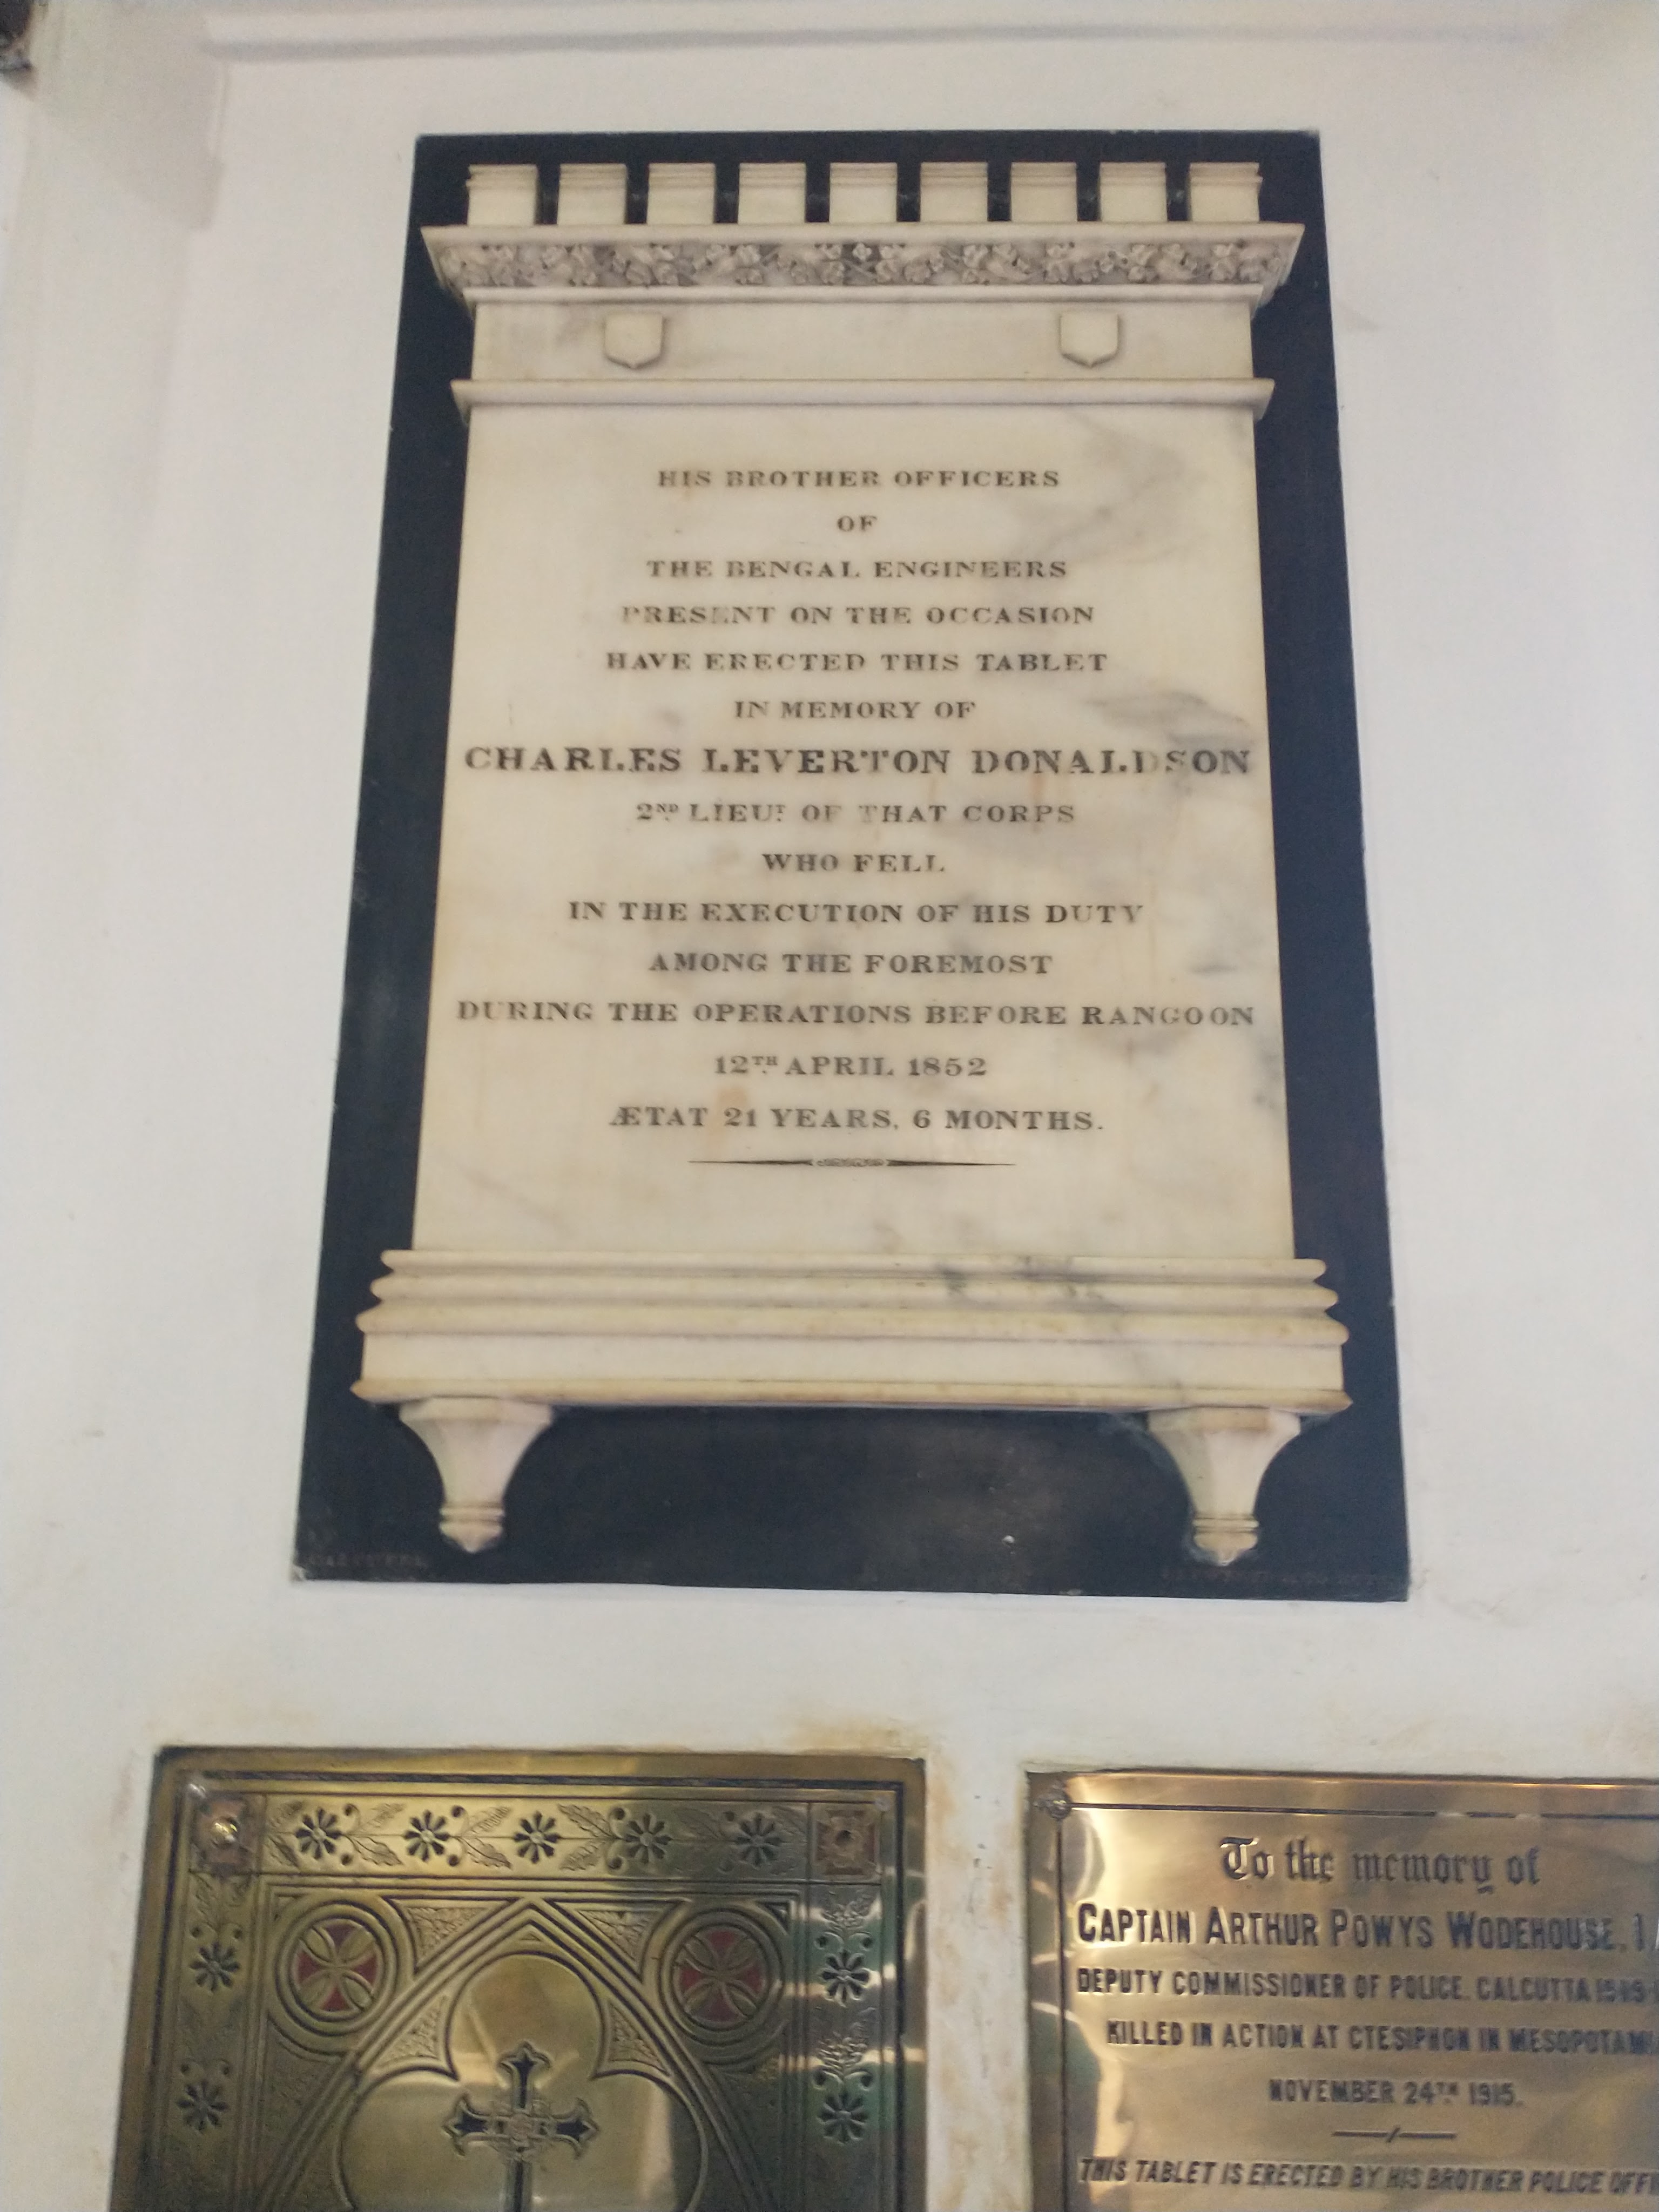 HIS BROTHER OFFICERS
OF
THE BENGAL ENGINEERS
PRESENT ON THE OCCASION
HAVE ERECTED THIS TABLET
IN MEMORY OF
CHARLES LEVERTON DONALDSON
2ND LIEUT OF THAT CORPS
WHO FELL
IN THE EXECUTION OF HIS DUTY
AMONG THE FOREMOST
DURING THE OPERATIONS BEFORE RANGOON
12TH APRIL 1852
ÆTAT 21 YEARS, 6 MONTHS.
To the memory of
CAPTAIN ARTHUR POWYS WODEHOUSE,
DEPUTY COMMISSIONER OF POLICE, CALCUTTA
KILLED IN ACTION AT CTESIPHON IN
NOVEMBER 24TH 1915.
THIS TABLET IS ERECTED BY HIS BROTHER POLICE